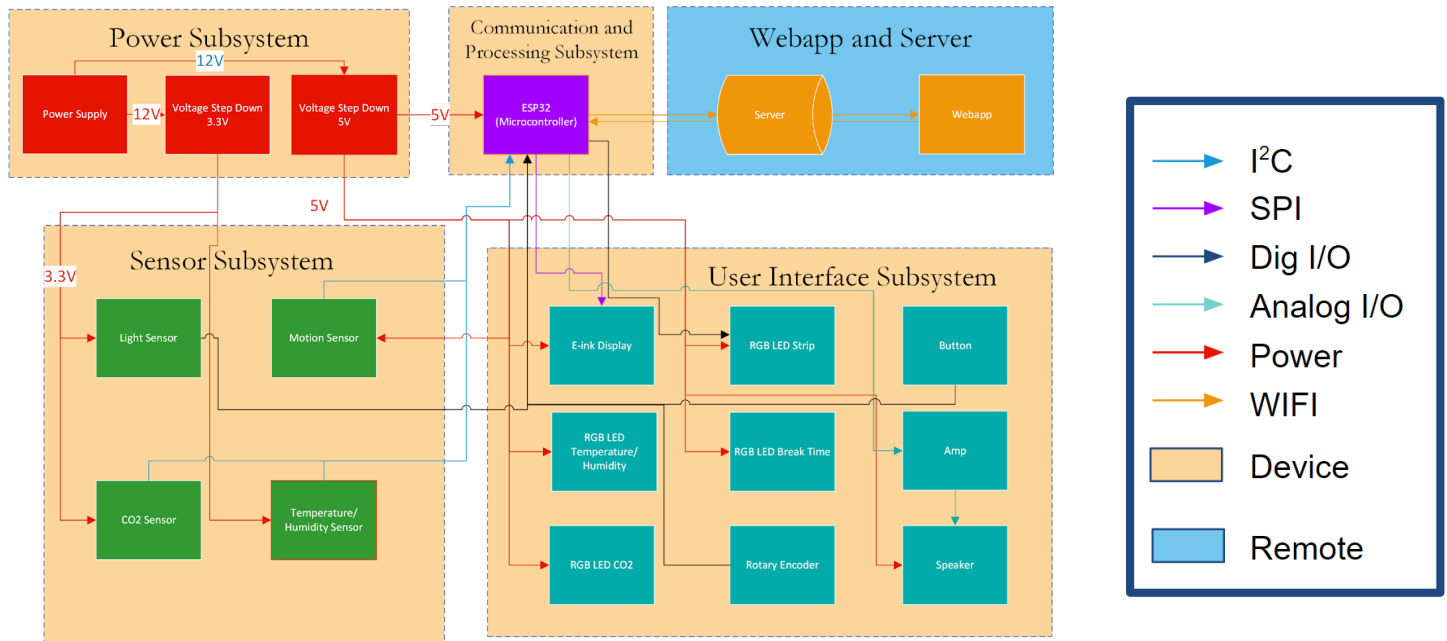 Power Subsystem
12V
Power Supply
12V
Voltage Step Down
3.3V
Voltage Step Down
5V
5V
Communication and
Processing Subsystem
ESP32
(Microcontroller)
Webapp and Server
Server
Webapp
5V
3.3V
Sensor Subsystem
Light Sensor
Motion Sensor
CO2 Sensor
Temperature/
Humidity Sensor
User Interface Subsystem
E-ink Display
RGB LED Strip
Button
RGB LED
Temperature/
Humidity
RGB LED Break Time
Amp
RGB LED CO2
Rotary Encoder
Speaker
I²C
SPI
Dig I/O
Analog I/O
Power
WIFI
Device
Remote